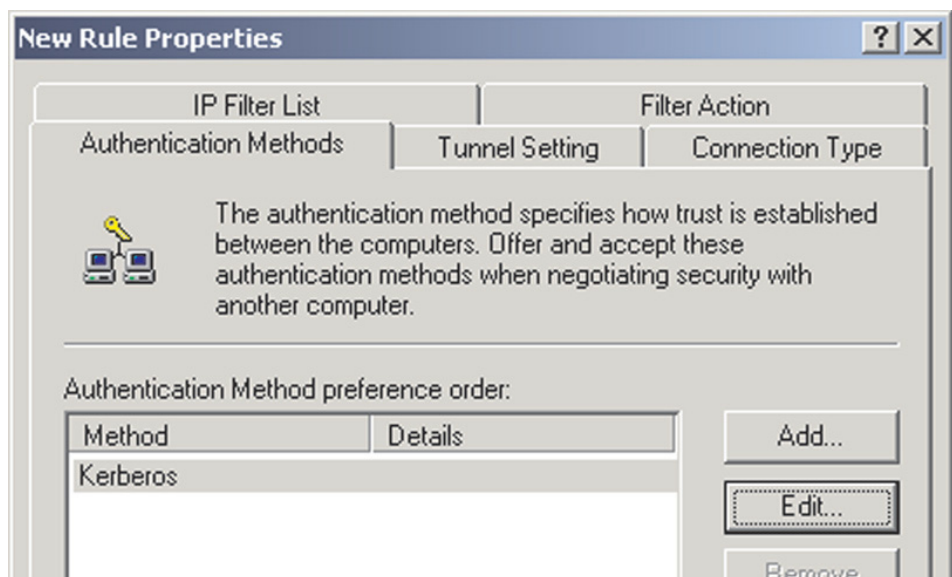 New Rule Properties
IP Filter List
Filter Action
Authentication Methods
Tunnel Setting
Connection Type
The authentication method specifies how trust is established
between the computers. Offer and accept these
authentication methods when negotiating security with
another computer.
Authentication Method preference order:
Method Details
Kerberos
Add...
Edit...
Remove